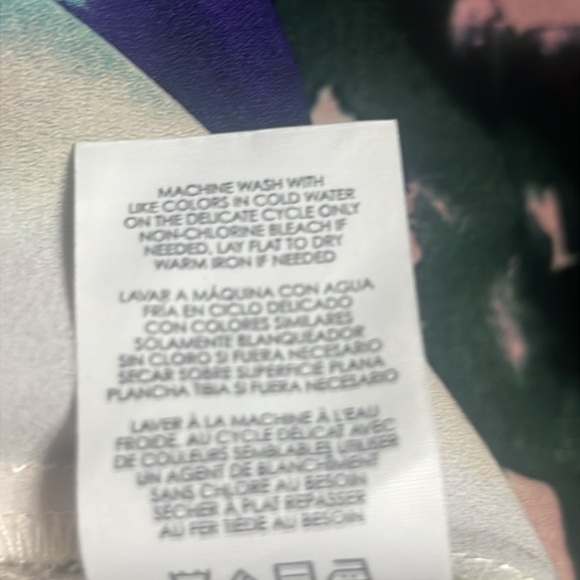 MACHINE WASH WITH
LIKE COLORS IN COLD WATER
ON THE DELICATE CYCLE ONLY
NON-CHLORINE BLEACH IF
NEEDED, LAY FLAT TO DRY
WARM IRON IF NEEDED
LAVAR A MÁQUINA CON AGUA
FRÍA EN CICLO DELICADO
CON COLORES SIMILARES
SOLAMENTE BLANQUEADOR
SIN CLORO SI FUERA NECESARIO
SECAR SOBRE SUPERFICIE PLANA
PLANCHA TIBIA SI FUERA NECESARIO
LAVER À LA MACHINE À L'EAU
FROIDE, AU CYCLE DÉLICAT AVEC
DE COULEURS SEMBLABLES UTILISER
UN AGENT DE BLANCHIMENT
SANS CHLORE AU BESOIN
SÉCHER À PLAT REPASSER
AU FER TIÈDE AU BESOIN